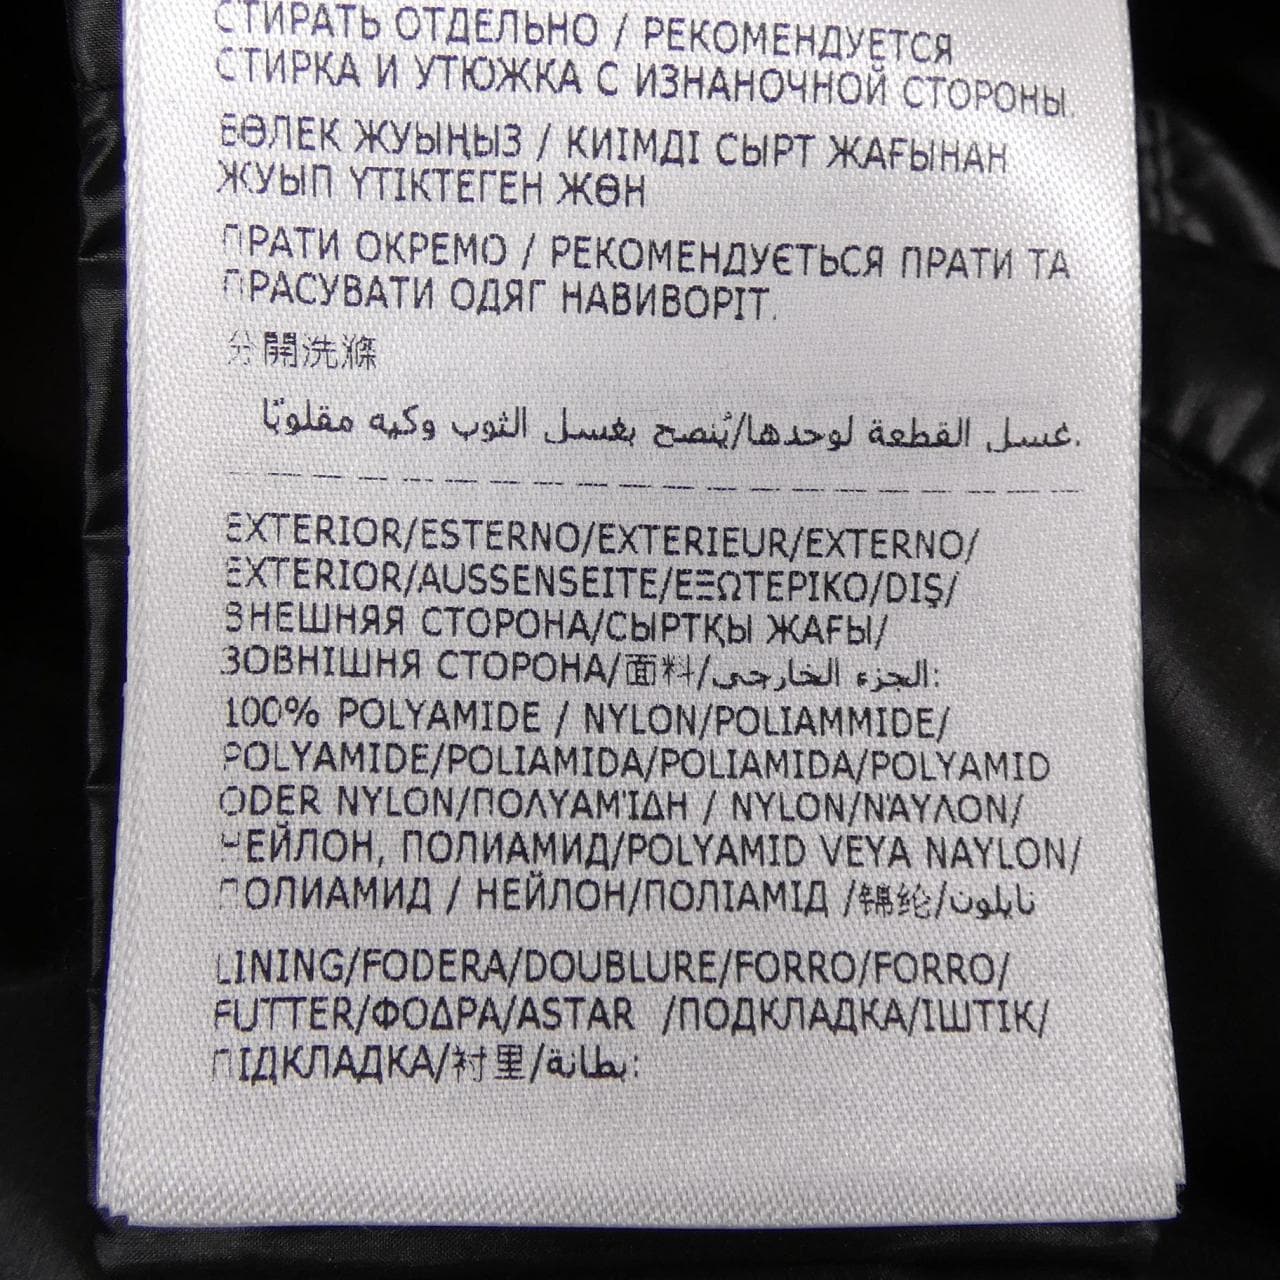 СТИРАТЬ ОТДЕЛЬНО / РЕКОМЕНДУЕТСЯ
СТИРКА И УТЮЖКА С ИЗНАНОЧНОЙ СТОРОНЫ.
БӨЛЕК ЖУЫҢЫЗ / КИІМДІ СЫРТ ЖАҒЫНАН
ЖУЫП ҮТІКТЕГЕН ЖӨН
ПРАТИ ОКРЕМО / РЕКОМЕНДУЄТЬСЯ ПРАТИ ТА
ПРАСУВАТИ ОДЯГ НАВИВОРІТ.
分開洗滌
غسل القطعة لوحدها/يُنصح بغسل الثوب وكيه مقلوبًا.
EXTERIOR/ESTERNO/EXTERIEUR/EXTERNO/
EXTERIOR/AUSSENSEITE/ΕΞΩΤΕΡΙΚΟ/DIŞ/
ВНЕШНЯЯ СТОРОНА/СЫРТҚЫ ЖАҒЫ/
ЗОВНІШНЯ СТОРОНА/面料/الجزء الخارجي:
100% POLYAMIDE / NYLON/POLIAMMIDE/
POLYAMIDE/POLIAMIDA/POLIAMIDA/POLYAMID
ODER NYLON/ΠΟΛΥΑΜΊΔΗ / NYLON/ΝΆΥΛΟΝ/
НЕЙЛОН, ПОЛИАМИД/POLYAMID VEYA NAYLON/
ПОЛИАМИД / НЕЙЛОН/ПОЛІАМІД /锦纶/نايلون
LINING/FODERA/DOUBLURE/FORRO/FORRO/
FUTTER/ΦΟΔΡΑ/ASTAR /ПОДКЛАДКА/ІШТІК/
ПІДКЛАДКА/衬里/بطانة: